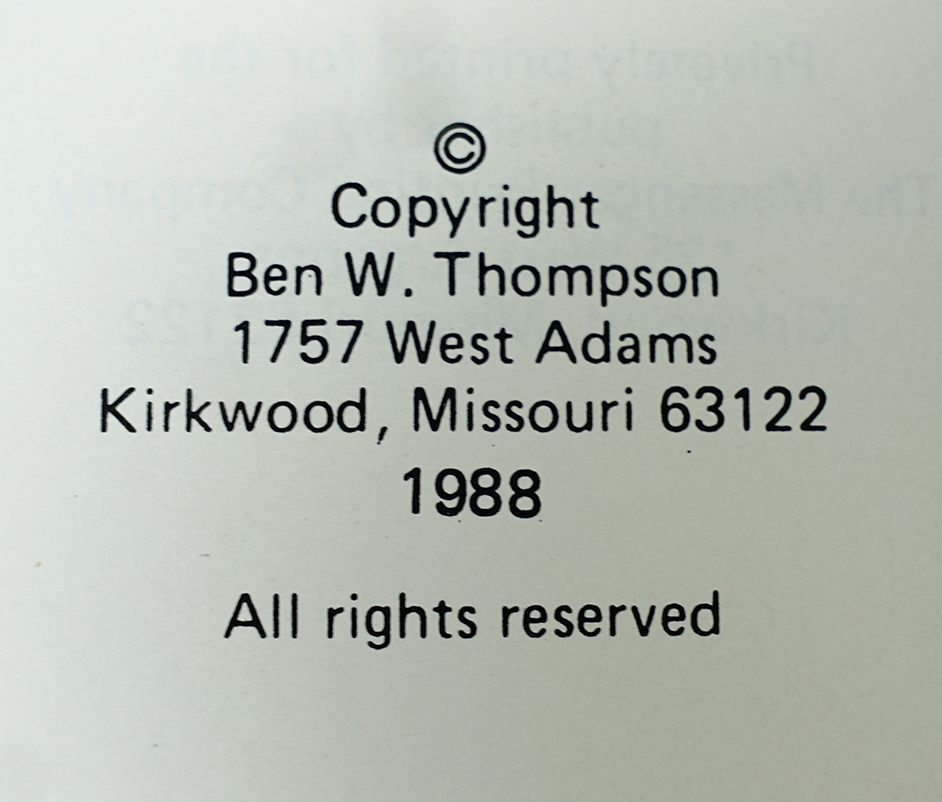 ©
Copyright
Ben W. Thompson
1757 West Adams
Kirkwood, Missouri 63122
1988
All rights reserved